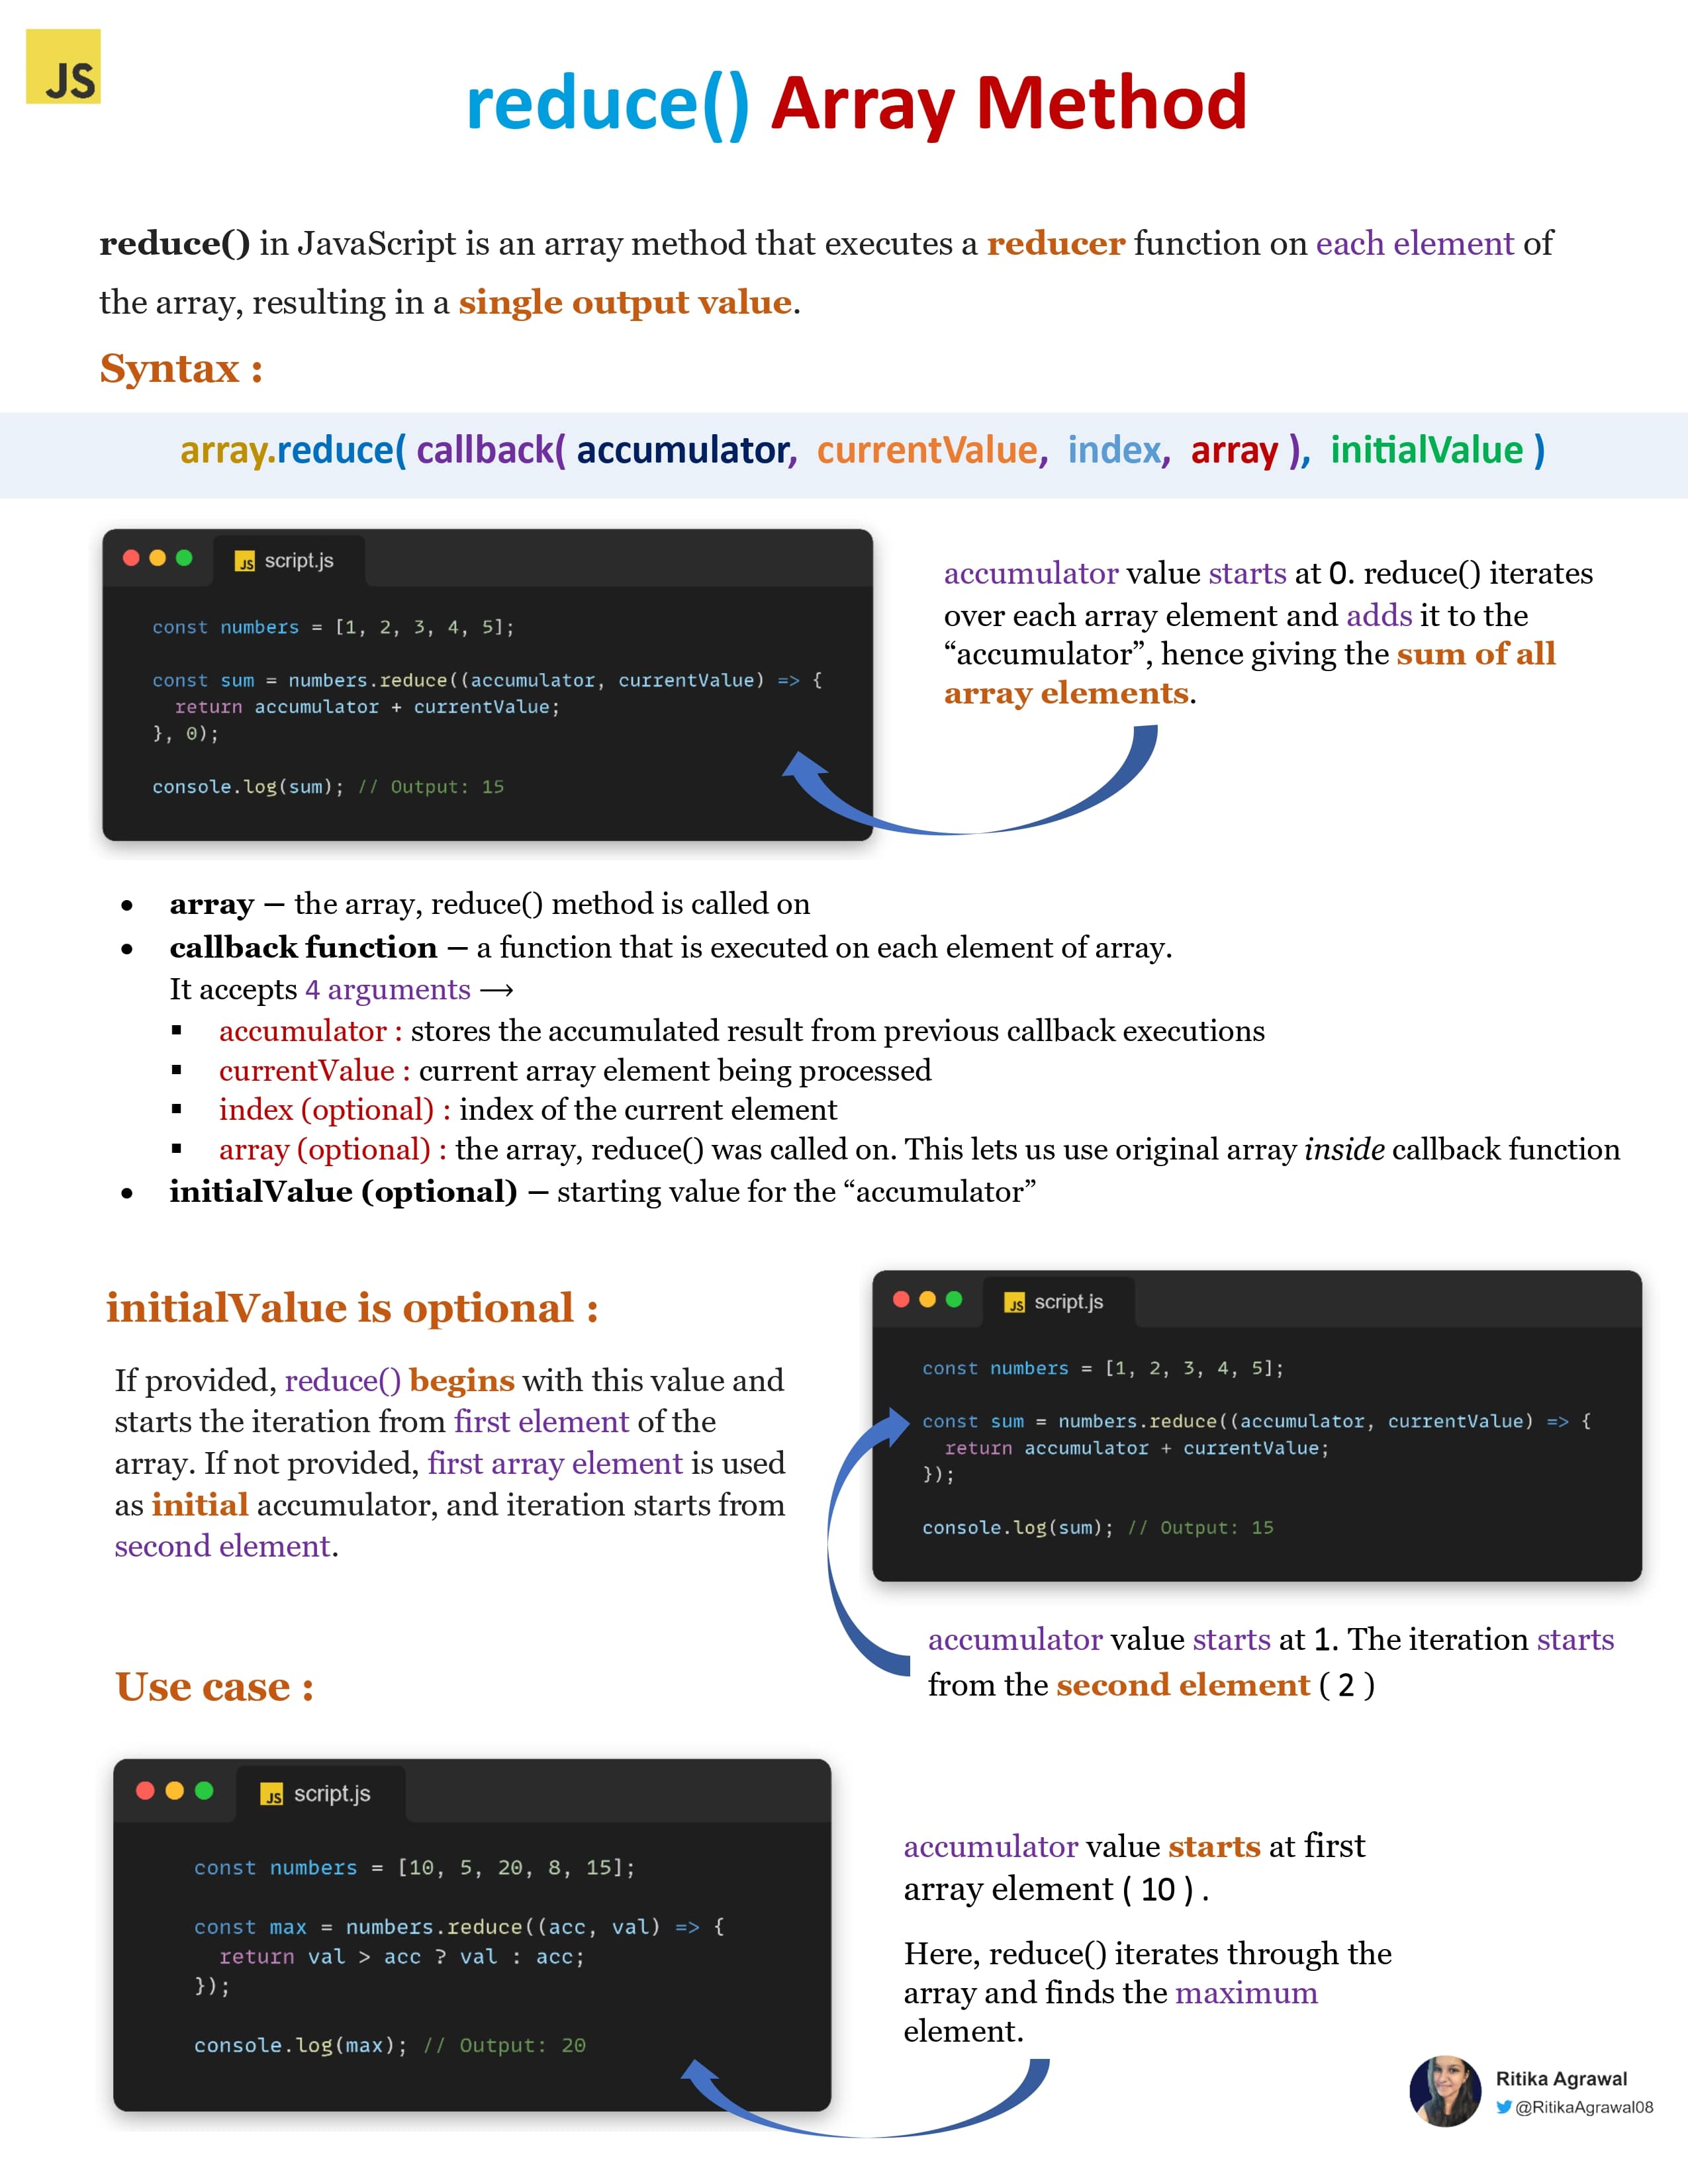 JS
reduce() Array Method
reduce() in JavaScript is an array method that executes a reducer function on each element of
the array, resulting in a single output value.
Syntax :
array.reduce( callback( accumulator, currentValue, index, array ), initialValue )
JS script.js
const numbers = [1, 2, 3, 4, 5];
const sum = numbers.reduce((accumulator, currentValue) => {
return accumulator + currentValue;
}, 0);
console.log(sum); // Output: 15
accumulator value starts at 0. reduce() iterates
over each array element and adds it to the
“accumulator”, hence giving the sum of all
array elements.
• array – the array, reduce() method is called on
• callback function – a function that is executed on each element of array.
It accepts 4 arguments ⟶
▪ accumulator : stores the accumulated result from previous callback executions
▪ currentValue : current array element being processed
▪ index (optional) : index of the current element
▪ array (optional) : the array, reduce() was called on. This lets us use original array inside callback function
• initialValue (optional) – starting value for the “accumulator”
initialValue is optional :
If provided, reduce() begins with this value and
starts the iteration from first element of the
array. If not provided, first array element is used
as initial accumulator, and iteration starts from
second element.
JS script.js
const numbers = [1, 2, 3, 4, 5];
const sum = numbers.reduce((accumulator, currentValue) => {
return accumulator + currentValue;
});
console.log(sum); // Output: 15
accumulator value starts at 1. The iteration starts
from the second element ( 2 )
Use case :
JS script.js
const numbers = [10, 5, 20, 8, 15];
const max = numbers.reduce((acc, val) => {
return val > acc ? val : acc;
});
console.log(max); // Output: 20
accumulator value starts at first
array element ( 10 ) .
Here, reduce() iterates through the
array and finds the maximum
element.
Ritika Agrawal
@RitikaAgrawal08